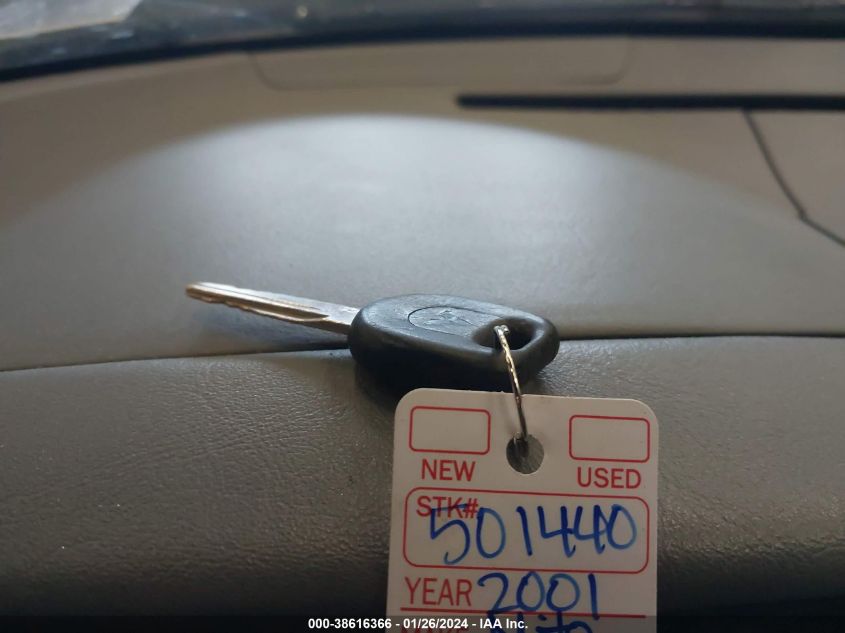 NEW USED
STK# 501440
YEAR 2001
000-38616366 - 01/26/2024 - IAA Inc.